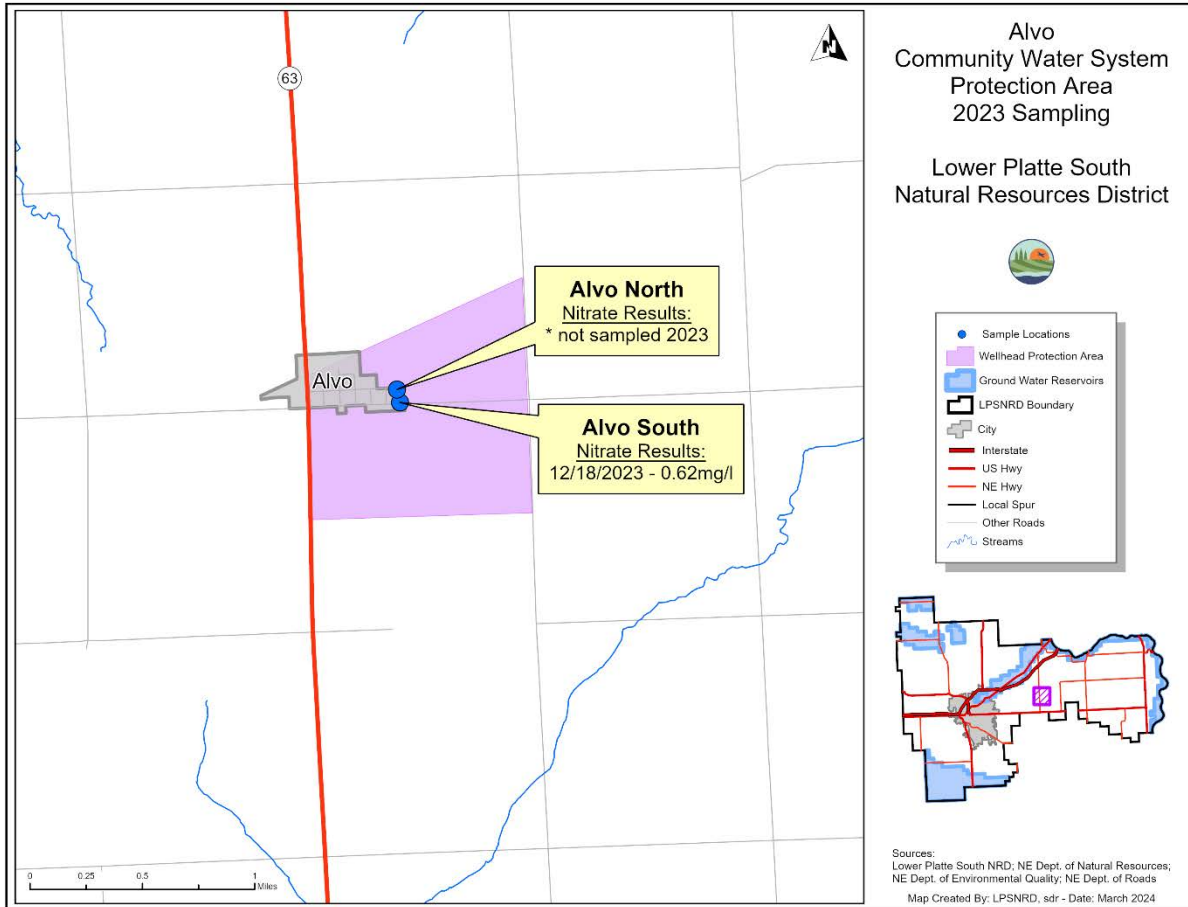 63
N
Alvo
Alvo North
Nitrate Results:
* not sampled 2023
Alvo South
Nitrate Results:
12/18/2023 - 0.62mg/l
0 0.25 0.5 1
Miles
Alvo
Community Water System
Protection Area
2023 Sampling
Lower Platte South
Natural Resources District
Sample Locations
Wellhead Protection Area
Ground Water Reservoirs
LPSNRD Boundary
City
Interstate
US Hwy
NE Hwy
Local Spur
Other Roads
Streams
Sources:
Lower Platte South NRD; NE Dept. of Natural Resources;
NE Dept. of Environmental Quality; NE Dept. of Roads
Map Created By: LPSNRD, sdr - Date: March 2024